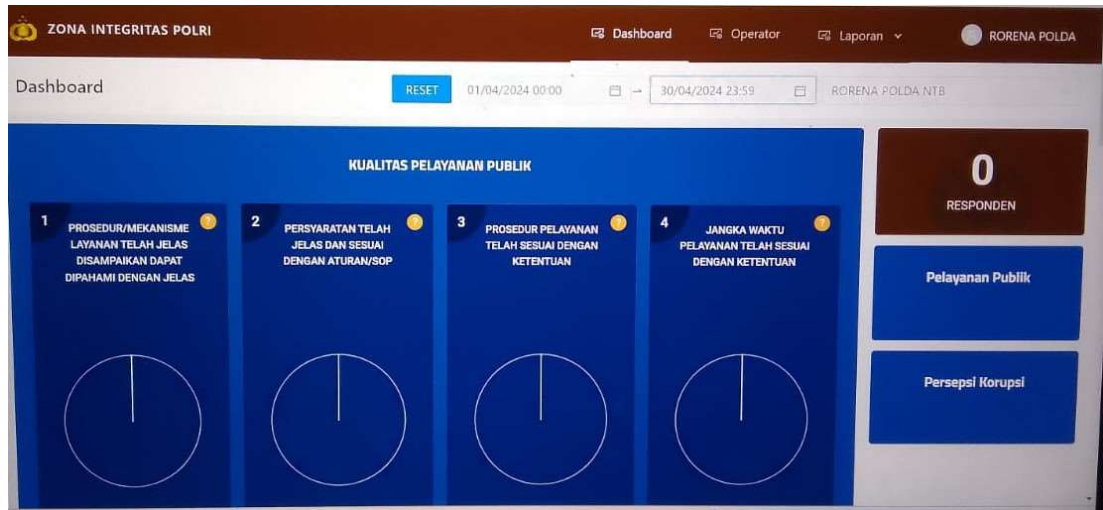 ZONA INTEGRITAS POLRI
Dashboard
Operator
Laporan
RORENA POLDA
Dashboard
RESET
01/04/2024 00:00
30/04/2024 23:59
RORENA POLDA NTB
KUALITAS PELAYANAN PUBLIK
1
PROSEDUR/MEKANISME
LAYANAN TELAH JELAS
DISAMPAIKAN DAPAT
DIPAHAMI DENGAN JELAS
?
2
PERSYARATAN TELAH
JELAS DAN SESUAI
DENGAN ATURAN/SOP
?
3
PROSEDUR PELAYANAN
TELAH SESUAI DENGAN
KETENTUAN
?
4
JANGKA WAKTU
PELAYANAN TELAH SESUAI
DENGAN KETENTUAN
?
0
RESPONDEN
Pelayanan Publik
Persepsi Korupsi